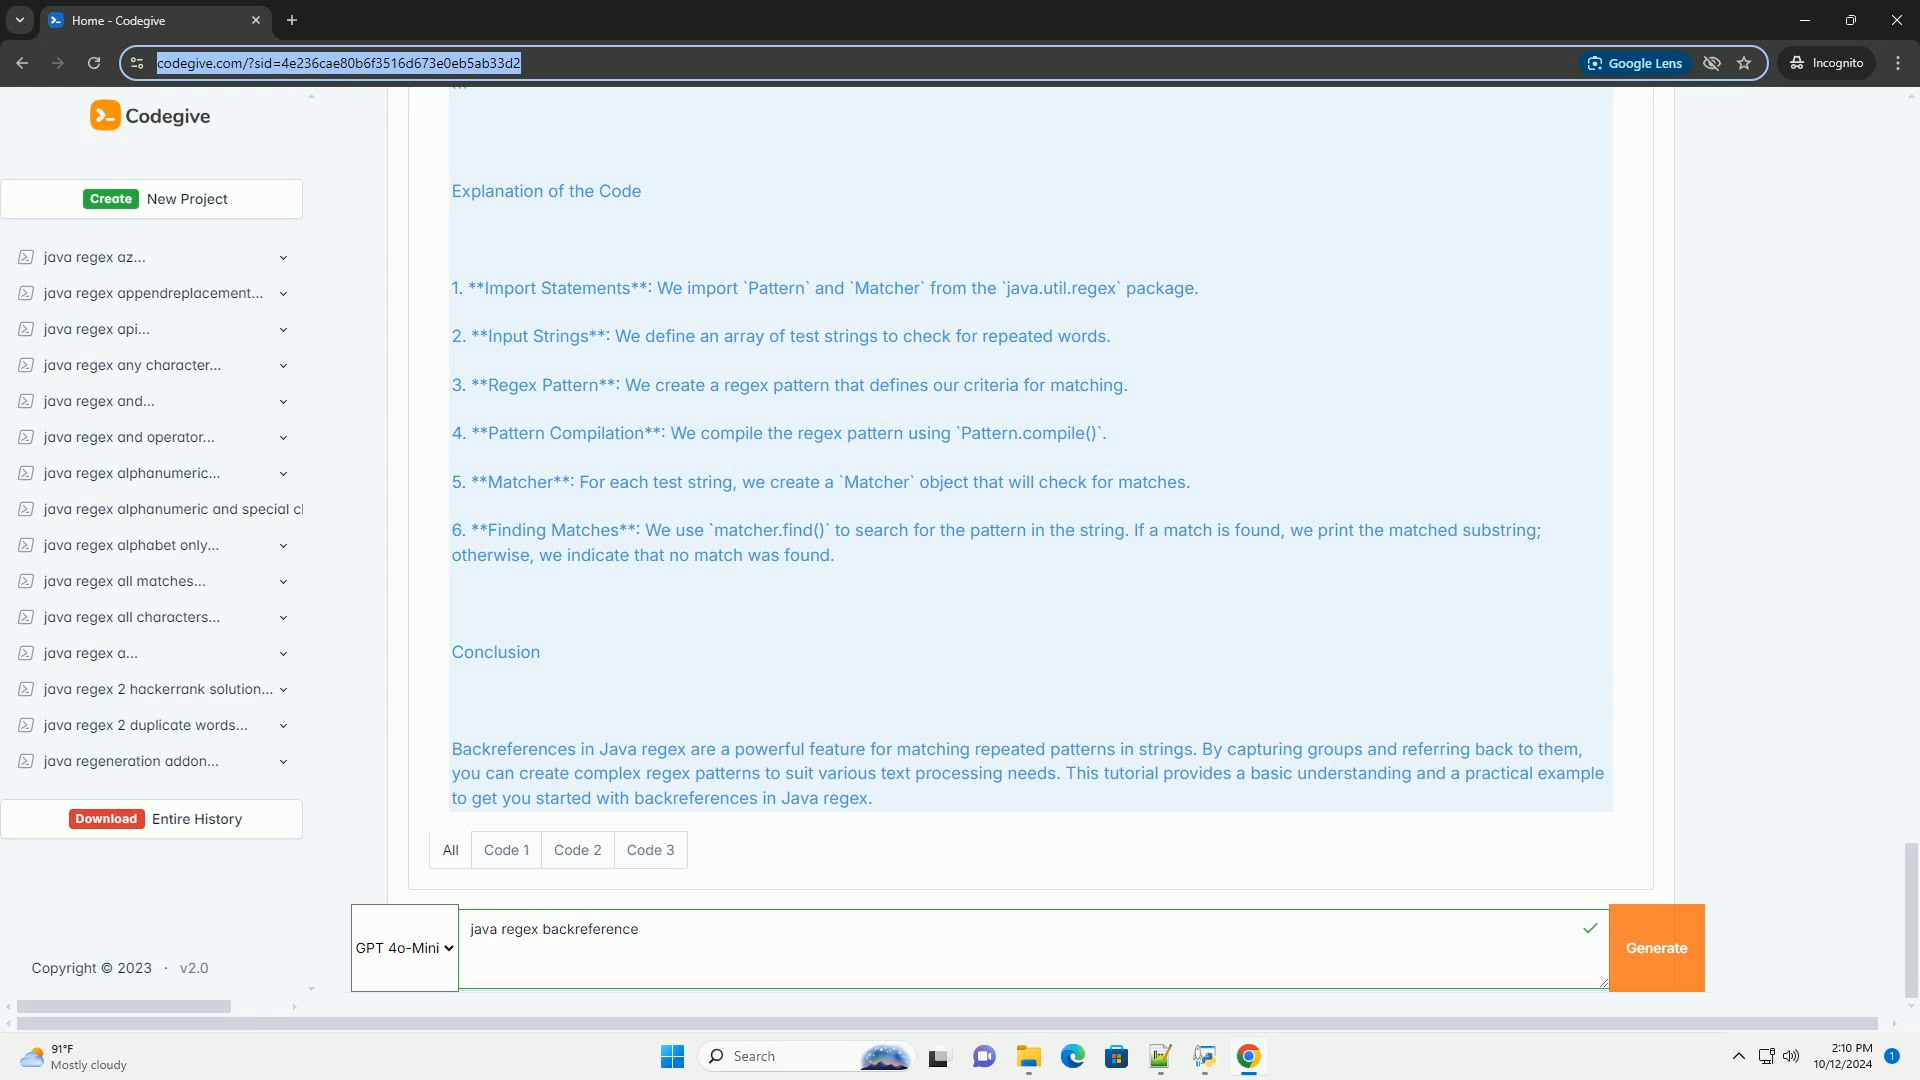 Home - Codegive
codegive.com/?sid=4e236cae80b6f3516d673e0eb5ab33d2
Google Lens
Incognito
Codegive
Create New Project
java regex az...
java regex appendreplacement...
java regex api...
java regex any character...
java regex and...
java regex and operator...
java regex alphanumeric...
java regex alphanumeric and special cl
java regex alphabet only...
java regex all matches...
java regex all characters...
java regex a...
java regex 2 hackerrank solution...
java regex 2 duplicate words...
java regeneration addon...
Download Entire History
Copyright © 2023 · v2.0
```
Explanation of the Code
1. **Import Statements**: We import `Pattern` and `Matcher` from the `java.util.regex` package.
2. **Input Strings**: We define an array of test strings to check for repeated words.
3. **Regex Pattern**: We create a regex pattern that defines our criteria for matching.
4. **Pattern Compilation**: We compile the regex pattern using `Pattern.compile()`.
5. **Matcher**: For each test string, we create a `Matcher` object that will check for matches.
6. **Finding Matches**: We use `matcher.find()` to search for the pattern in the string. If a match is found, we print the matched substring;
otherwise, we indicate that no match was found.
Conclusion
Backreferences in Java regex are a powerful feature for matching repeated patterns in strings. By capturing groups and referring back to them,
you can create complex regex patterns to suit various text processing needs. This tutorial provides a basic understanding and a practical example
to get you started with backreferences in Java regex.
All Code 1 Code 2 Code 3
GPT 4o-Mini
java regex backreference
Generate
91°F
Mostly cloudy
Search
2:10 PM
10/12/2024
1